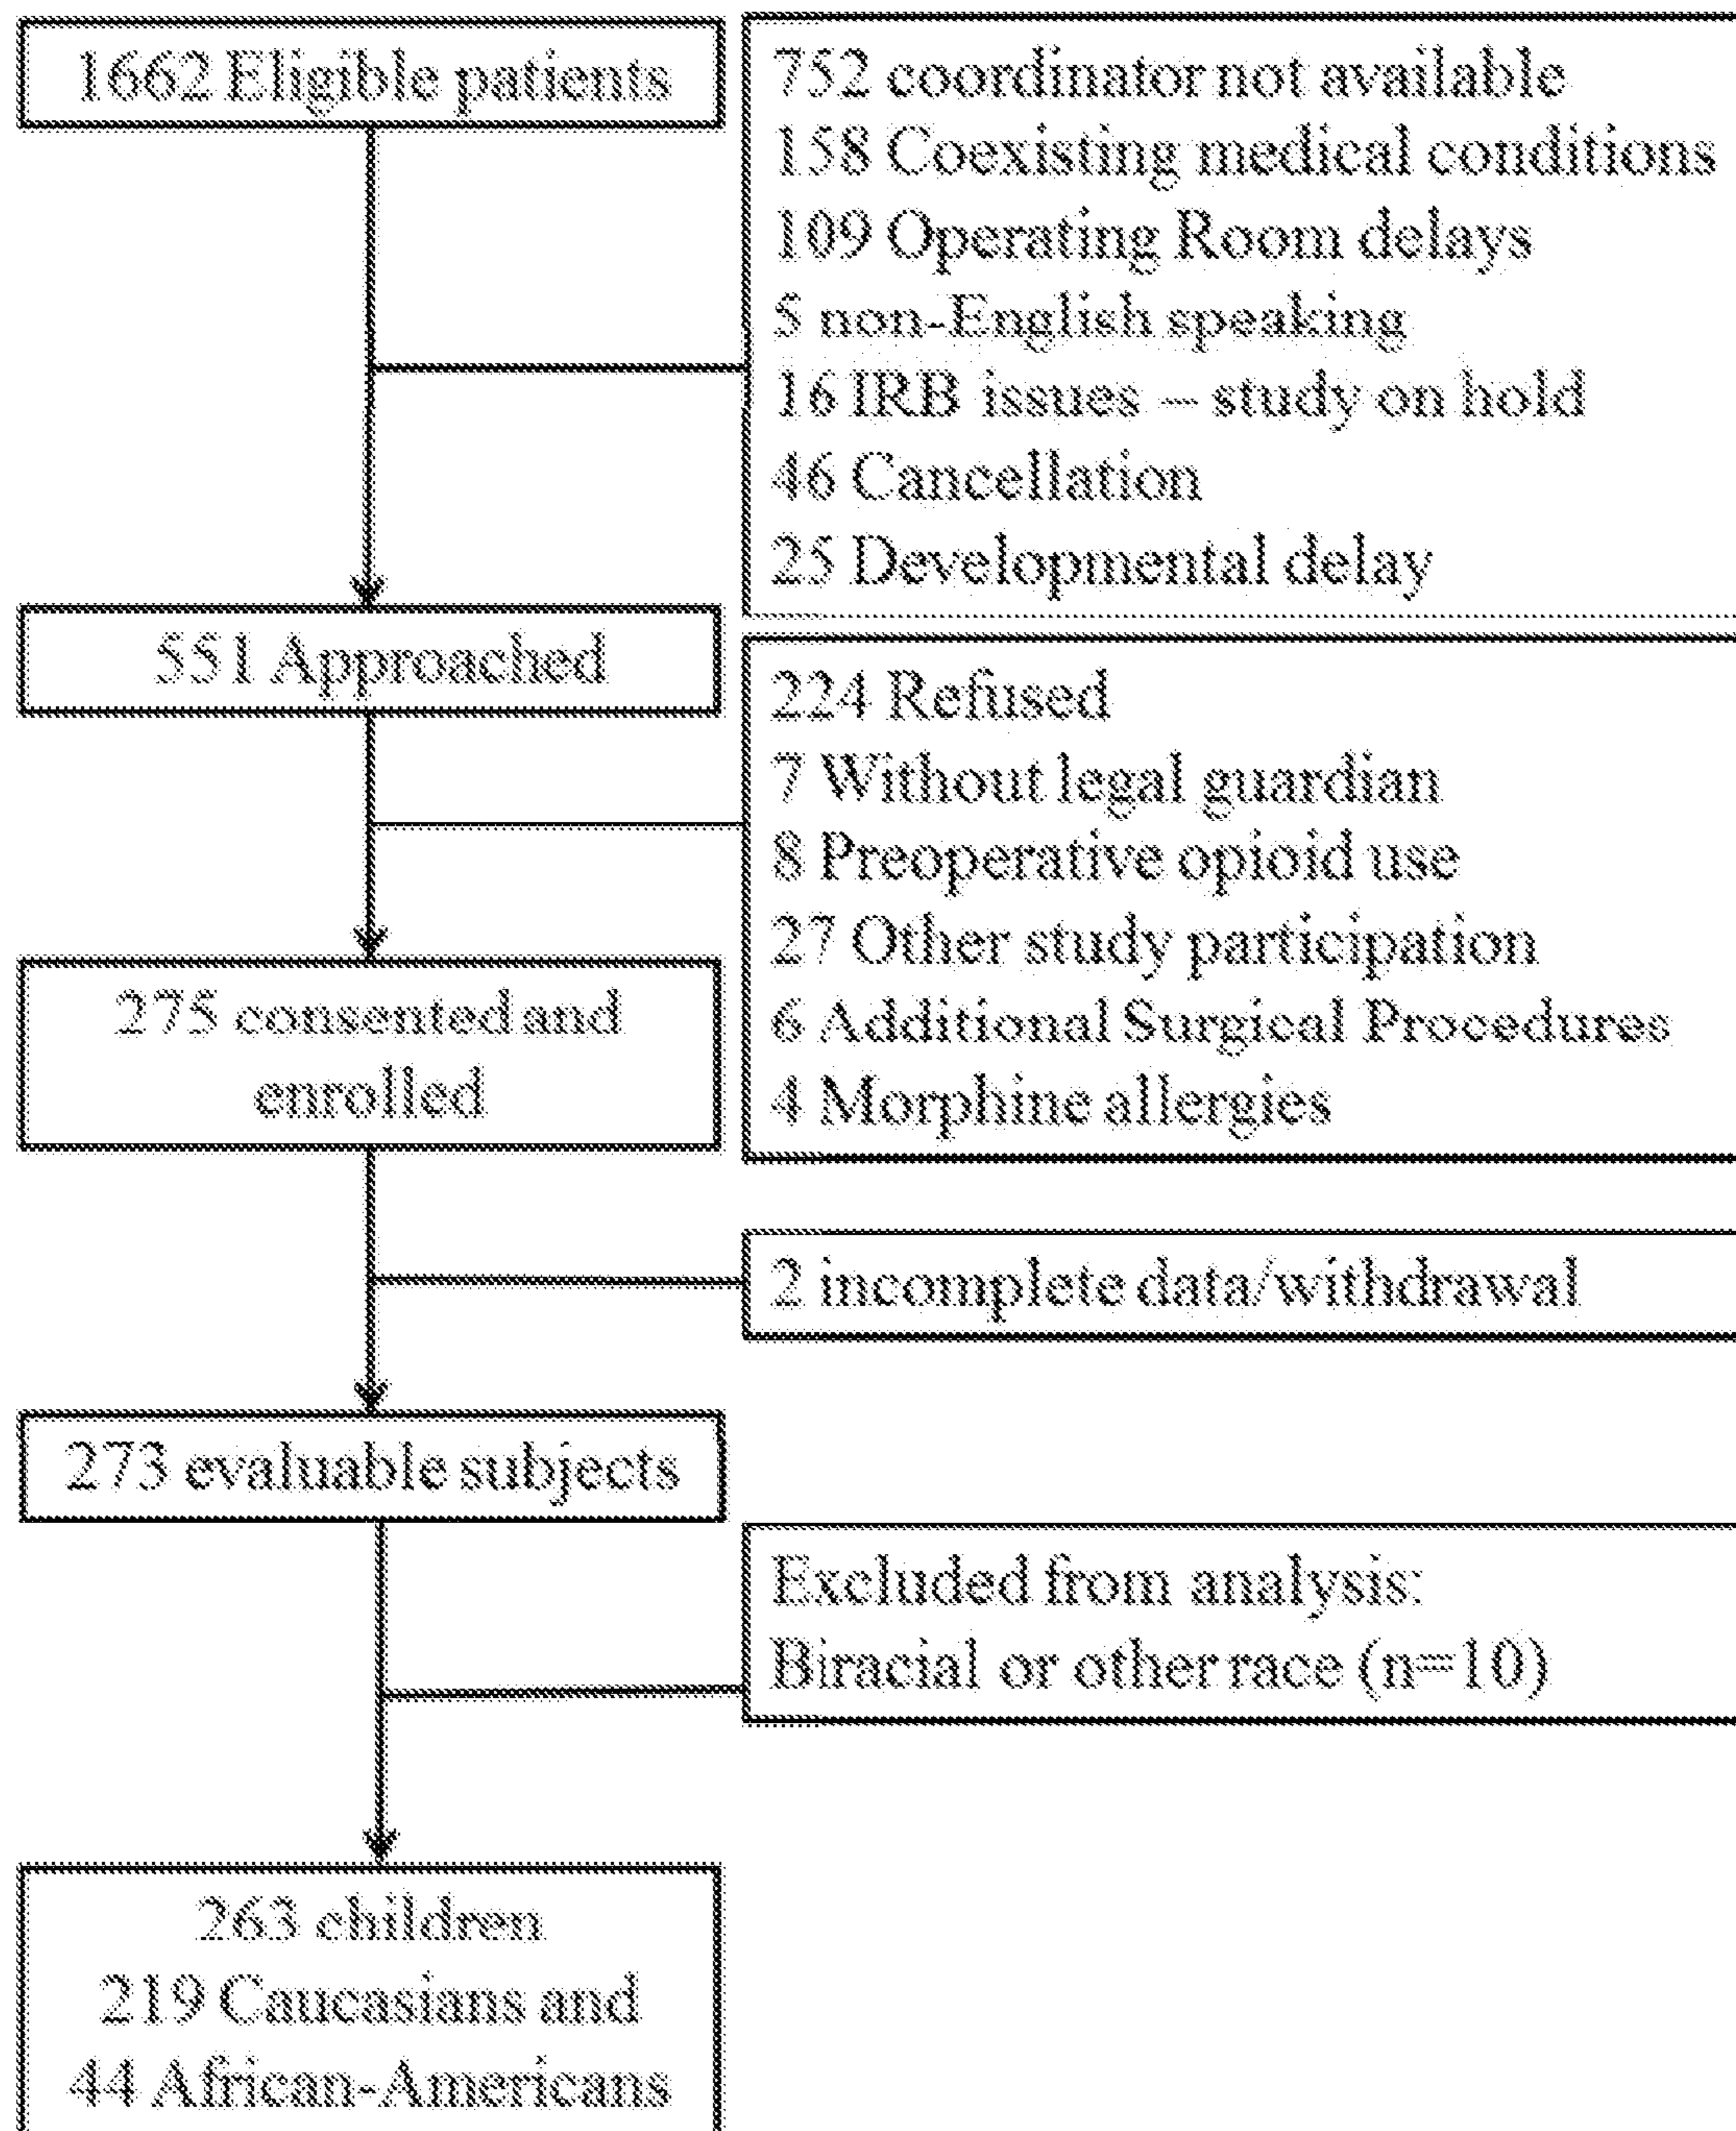 1662 Eligible patients
752 coordinator not available
158 Coexisting medical conditions
109 Operating Room delays
5 non-English speaking
16 IRB issues – study on hold
46 Cancellation
25 Developmental delay
551 Approached
224 Refused
7 Without legal guardian
8 Preoperative opioid use
27 Other study participation
6 Additional Surgical Procedures
4 Morphine allergies
275 consented and
enrolled
2 incomplete data/withdrawal
273 evaluable subjects
Excluded from analysis:
Biracial or other race (n=10)
263 children
219 Caucasians and
44 African-Americans